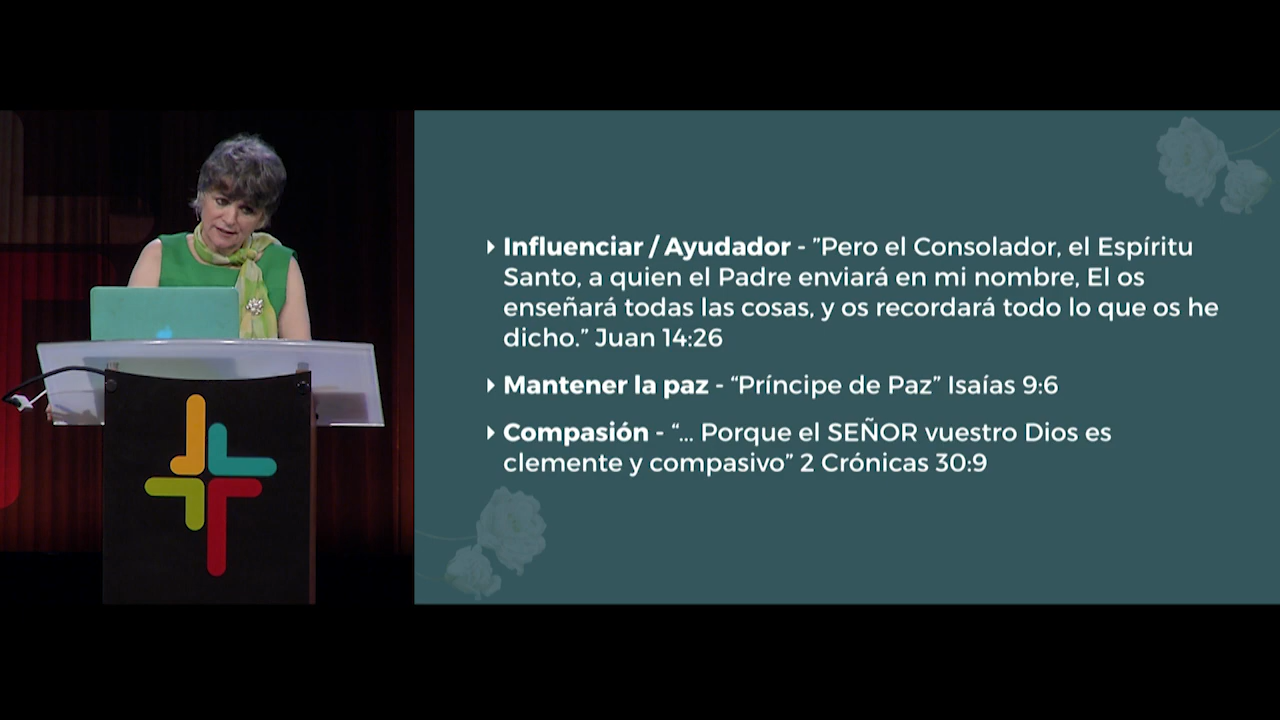 Influenciar / Ayudador - ”Pero el Consolador, el Espíritu
Santo, a quien el Padre enviará en mi nombre, El os
enseñará todas las cosas, y os recordará todo lo que os he
dicho.” Juan 14:26
Mantener la paz - “Príncipe de Paz” Isaías 9:6
Compasión - “... Porque el SEÑOR vuestro Dios es
clemente y compasivo” 2 Crónicas 30:9